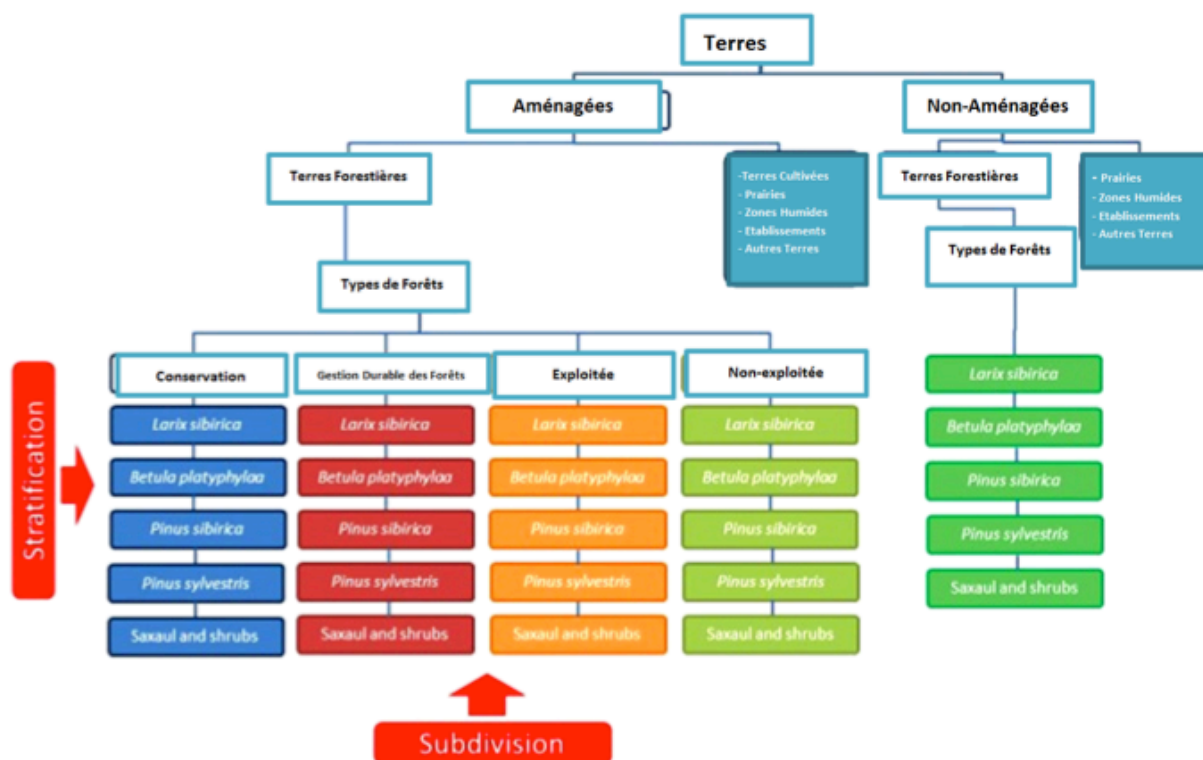 Terres
Aménagées
Non-Aménagées
Terres Forestières
-Terres Cultivées
- Prairies
- Zones Humides
- Etablissements
- Autres Terres
Terres Forestières
- Prairies
- Zones Humides
- Etablissements
- Autres Terres
Types de Forêts
Types de Forêts
Conservation
Gestion Durable des Forêts
Exploitée
Non-exploitée
Stratification
Larix sibirica
Betula platyphylaa
Pinus sibirica
Pinus sylvestris
Saxaul and shrubs
Larix sibirica
Betula platyphylaa
Pinus sibirica
Pinus sylvestris
Saxaul and shrubs
Larix sibirica
Betula platyphylaa
Pinus sibirica
Pinus sylvestris
Saxaul and shrubs
Larix sibirica
Betula platyphylaa
Pinus sibirica
Pinus sylvestris
Saxaul and shrubs
Larix sibirica
Betula platyphylaa
Pinus sibirica
Pinus sylvestris
Saxaul and shrubs
Subdivision